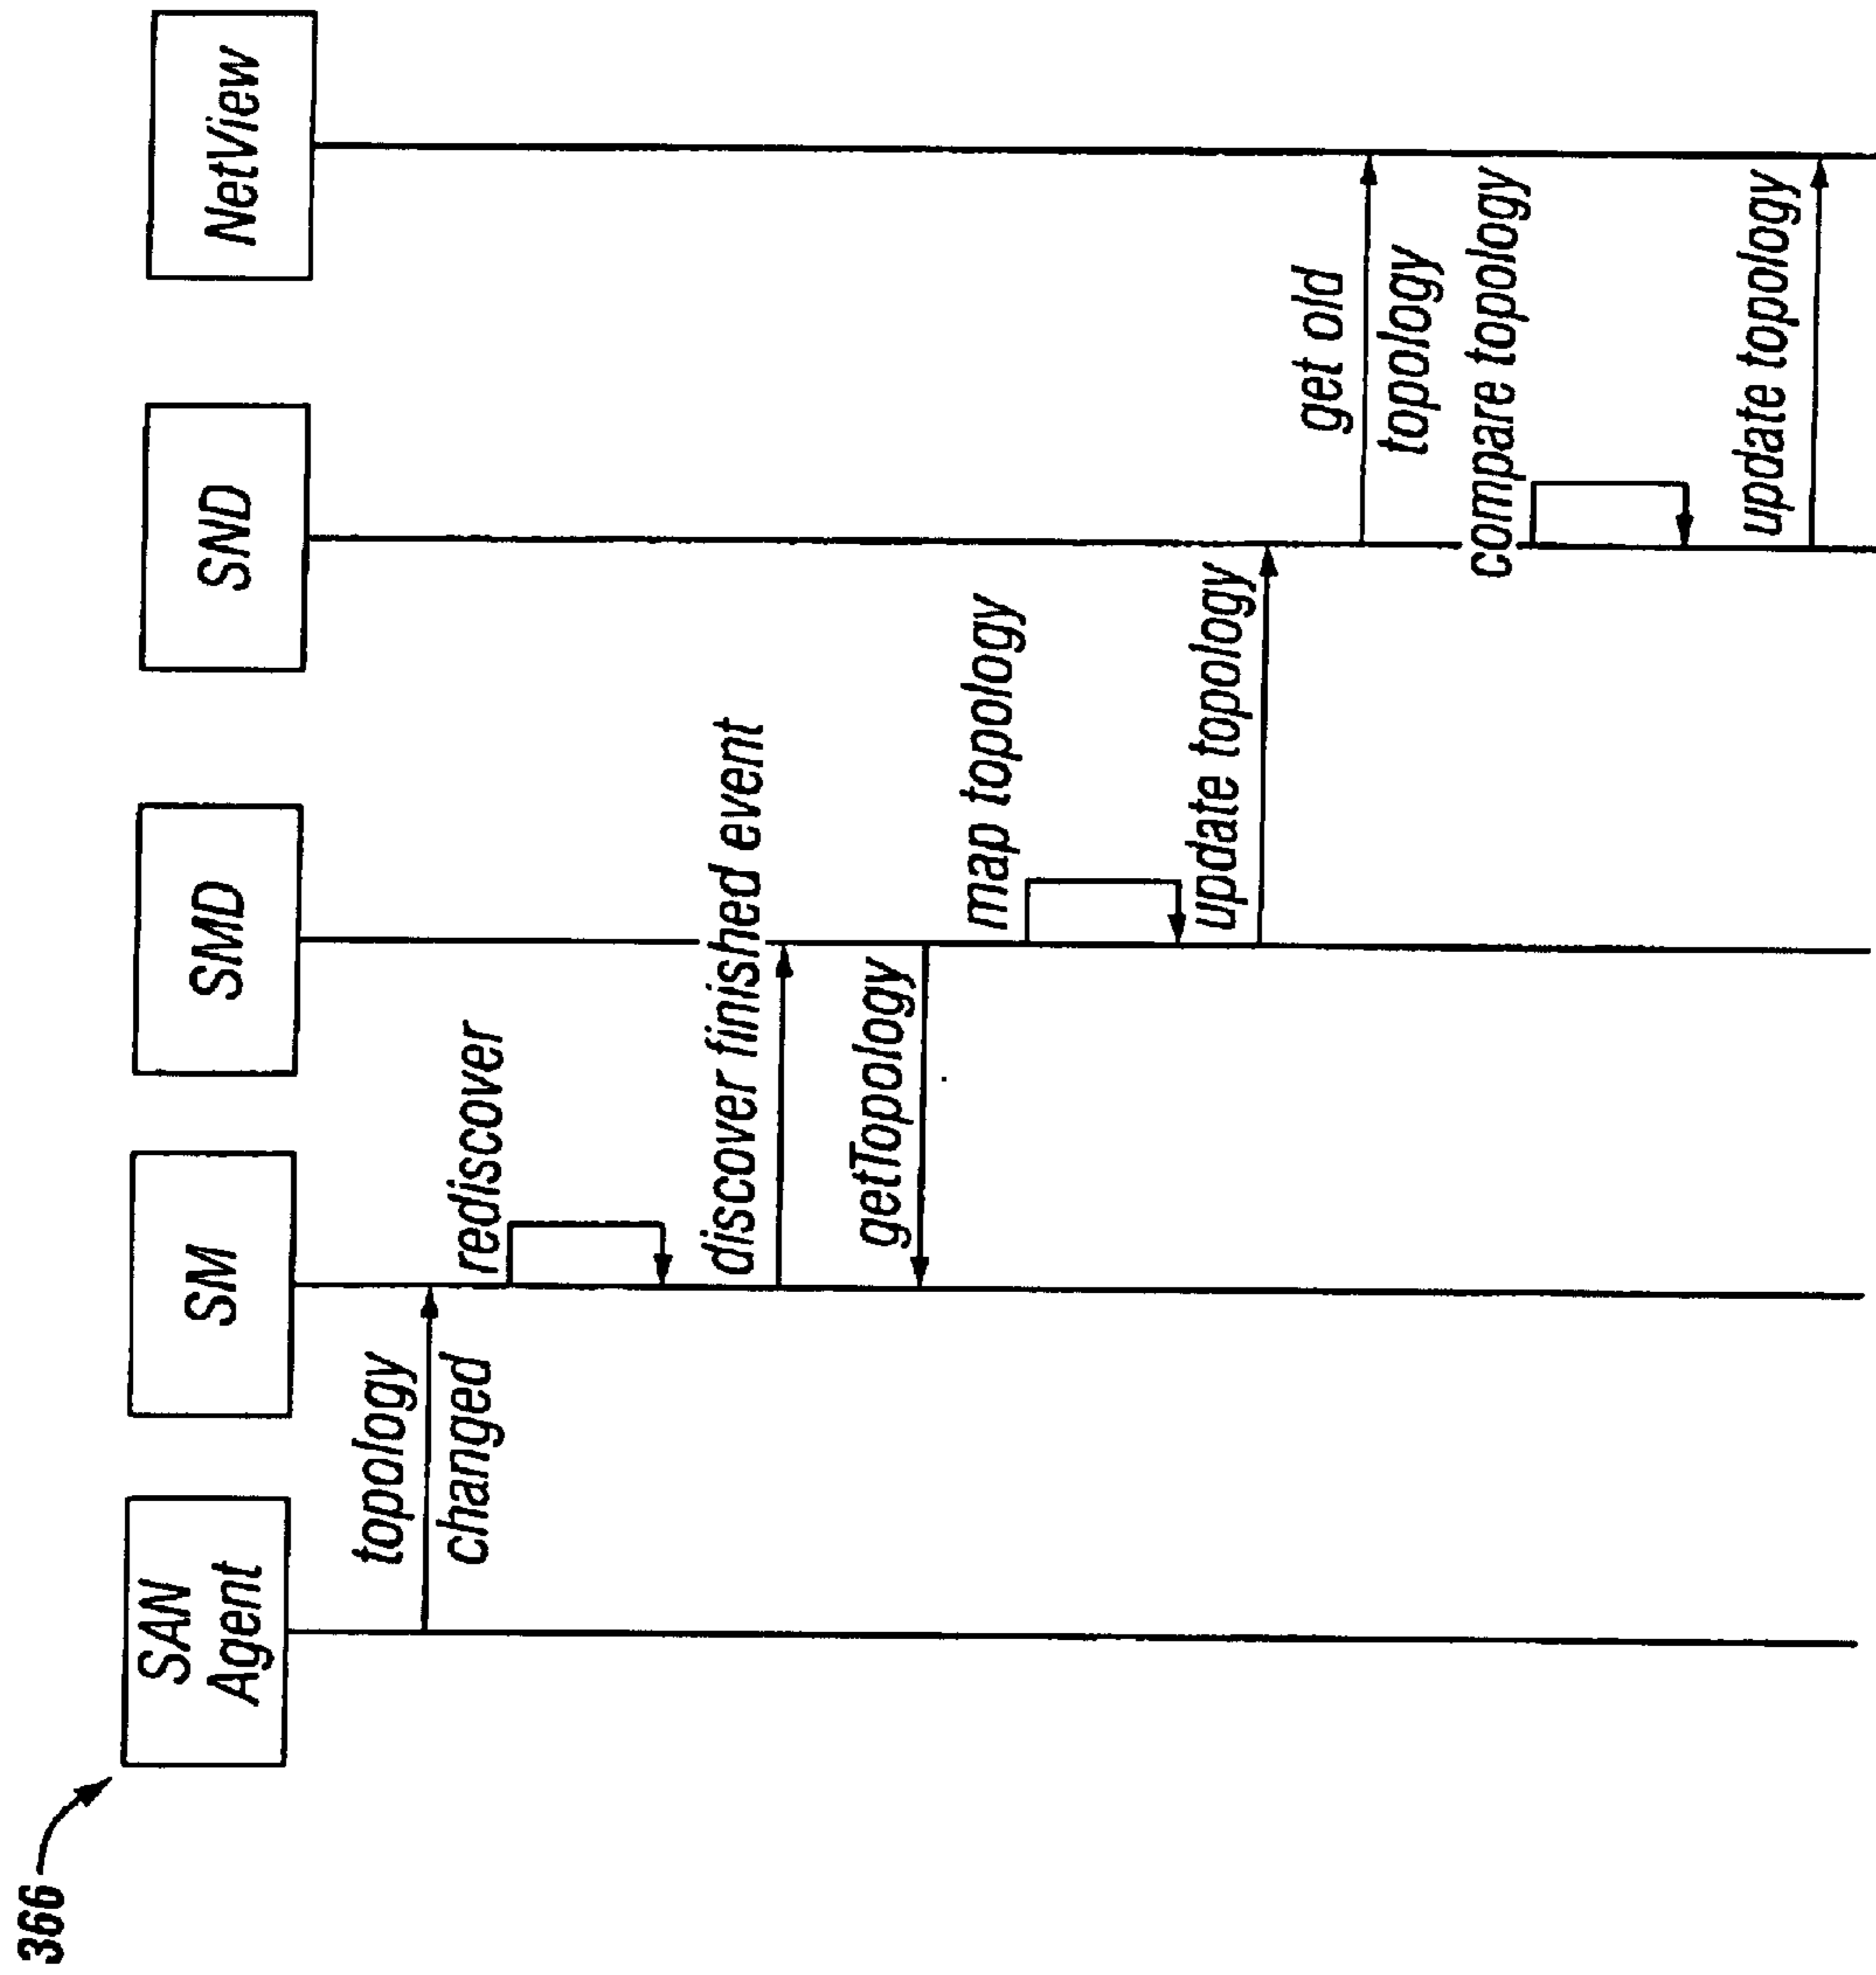 366
SAN
Agent
SM
SMD
SND
NetView
topology
changed
rediscover
discover finished event
getTopology
map topology
update topology
get old
topology
compare topology
update topology